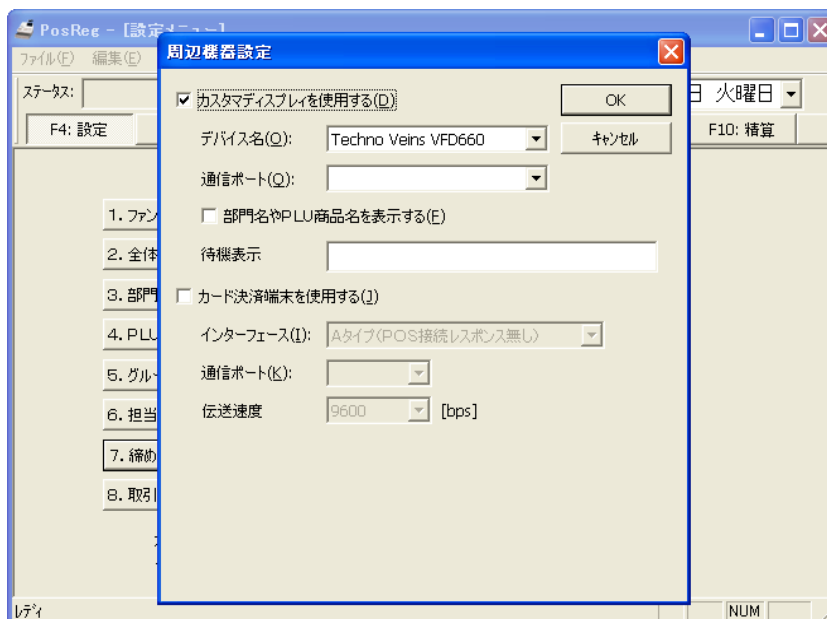 PosReg - [設定メニュー]
周辺機器設定
ファイル(F) 編集(E)
ステータス:
日 火曜日
F4: 設定
F10: 精算
カスタマディスプレイを使用する(D)
OK
デバイス名(O): Techno Veins VFD660
キャンセル
通信ポート(Q):
部門名やPLU商品名を表示する(F)
待機表示
カード決済端末を使用する(J)
インターフェース(I): Aタイプ(POS接続レスポンス無し)
通信ポート(K):
伝送速度 9600 [bps]
1. ファン
2. 全体
3. 部門
4. PLU
5. グルー
6. 担当
7. 締め
8. 取引
レディ
NUM